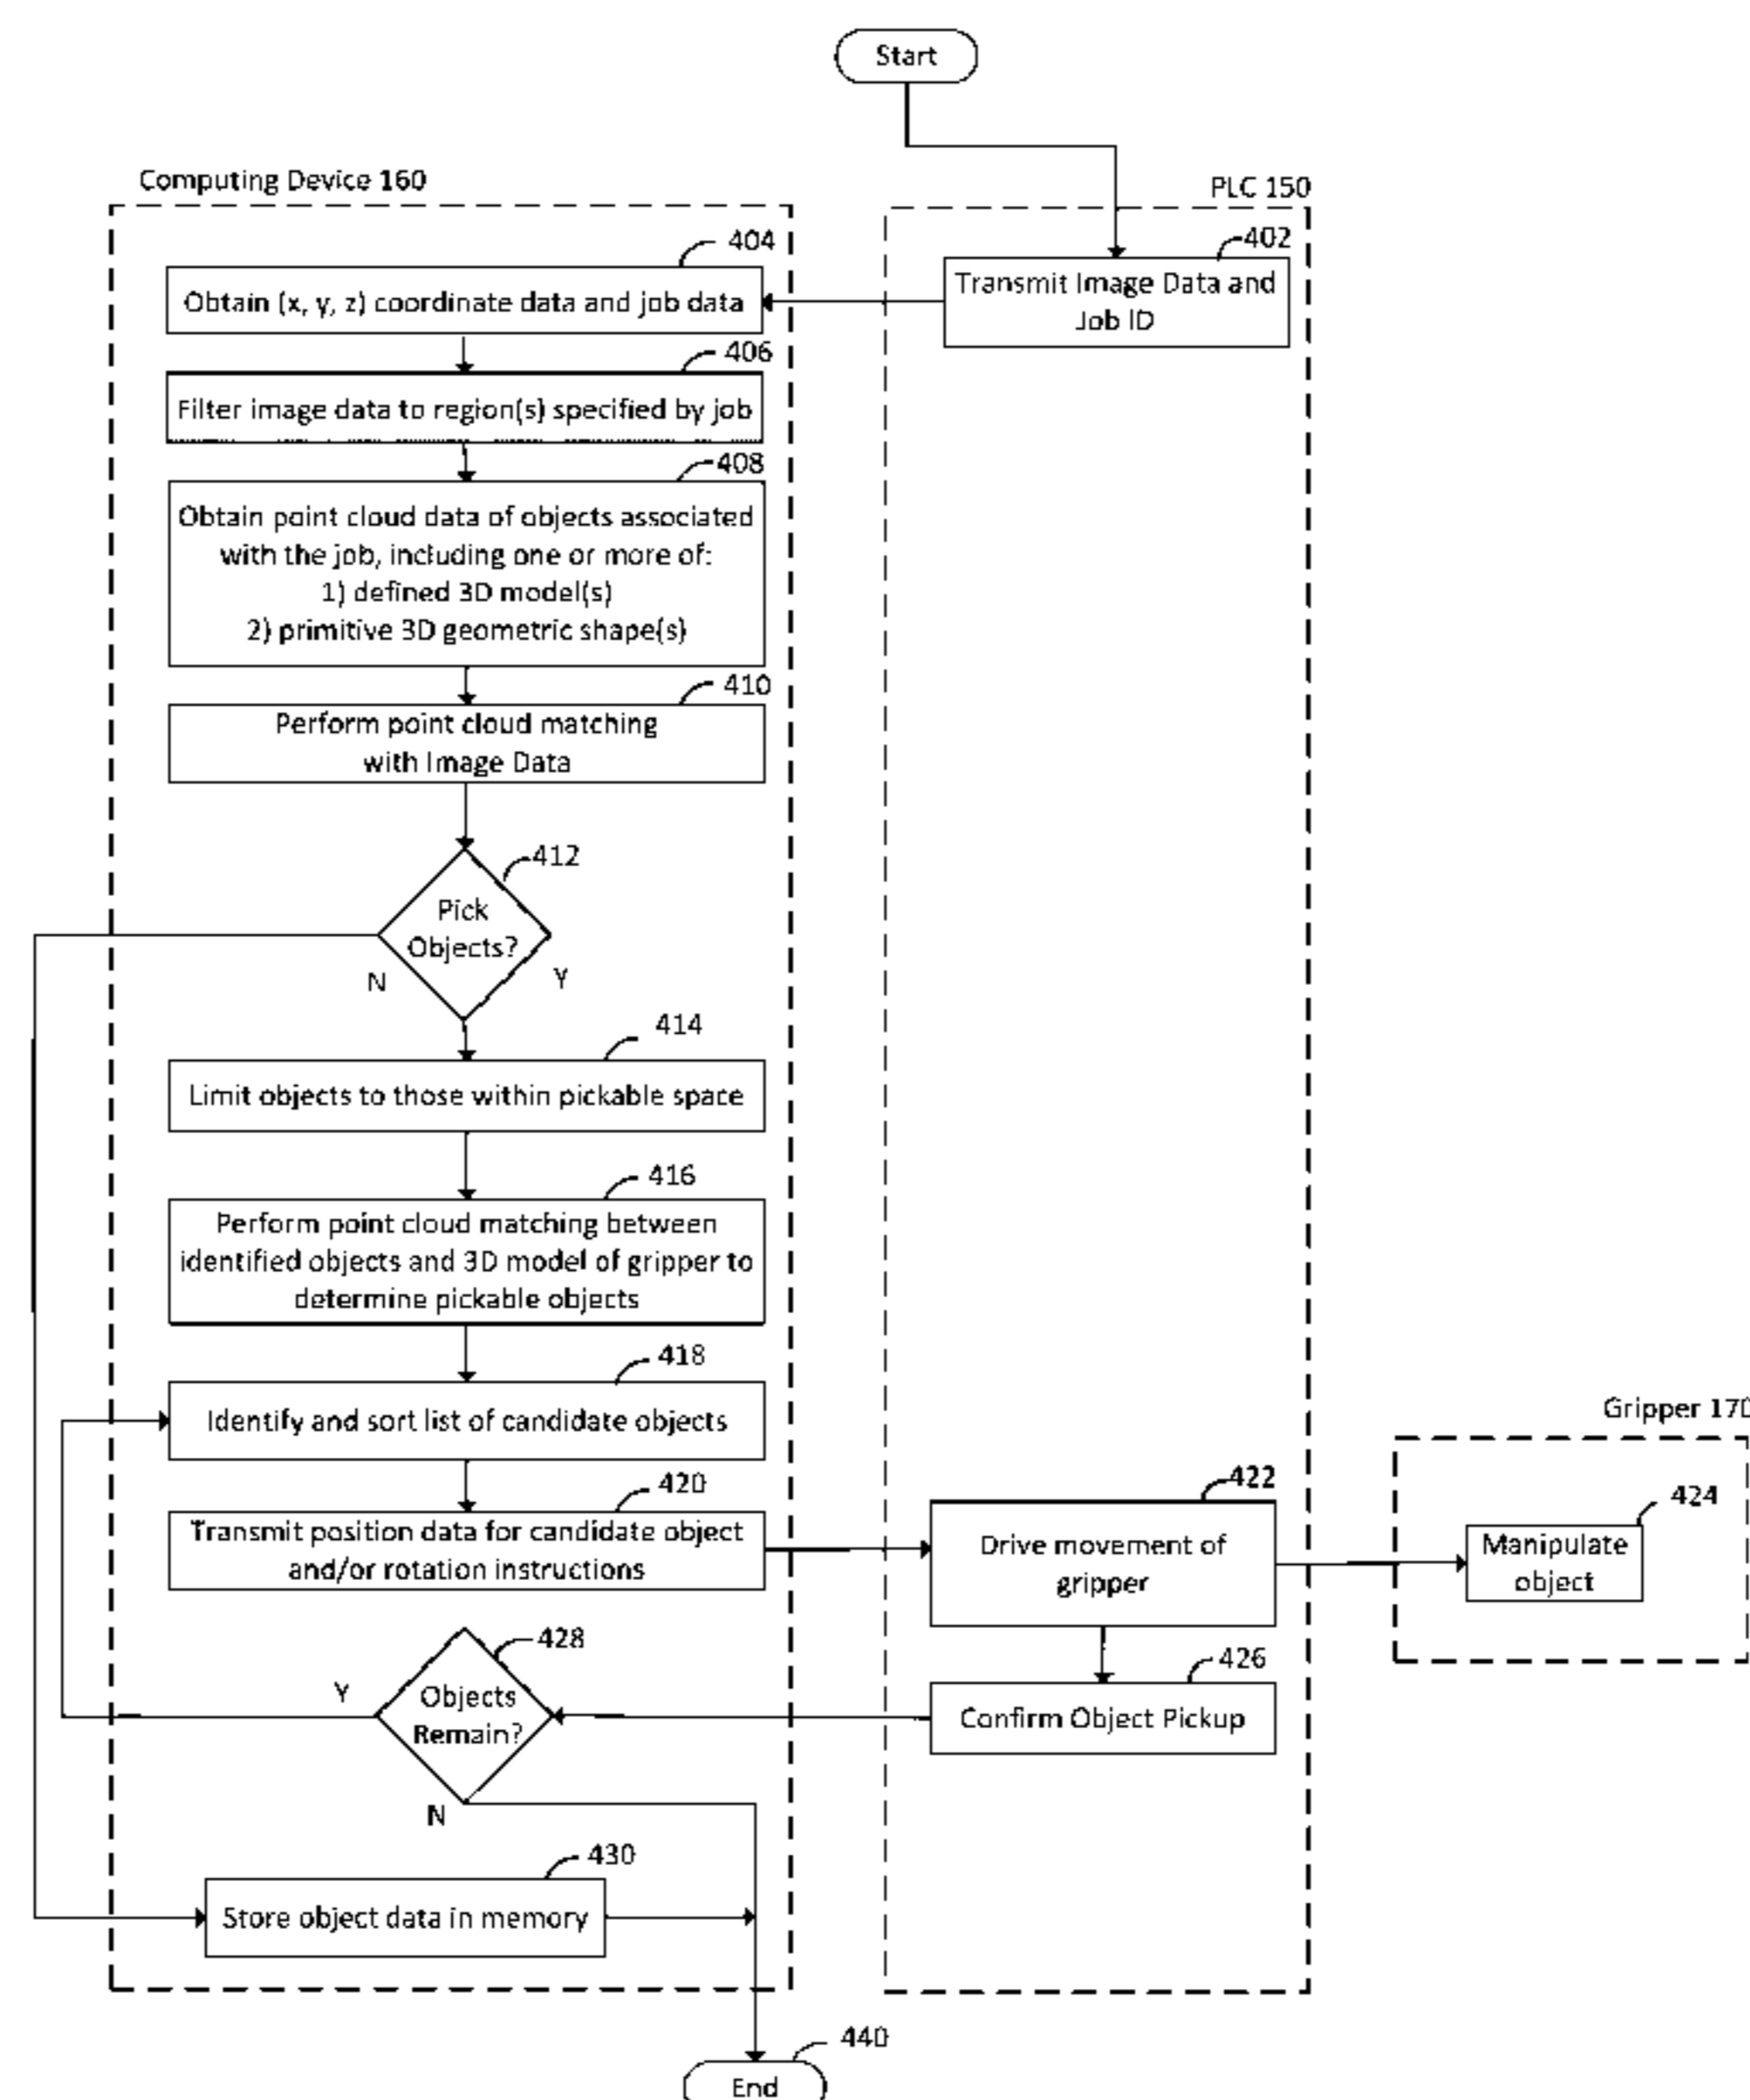 Start
Computing Device 160
PLC 150
404
402
Obtain (x, y, z) coordinate data and job data
Transmit Image Data and
Job ID
406
Filter image data to region(s) specified by job
408
Obtain point cloud data of objects associated
with the job, including one or more of:
1) defined 3D model(s)
2) primitive 3D geometric shape(s)
410
Perform point cloud matching
with Image Data
412
Pick
Objects?
N
Y
414
Limit objects to those within pickable space
416
Perform point cloud matching between
identified objects and 3D model of gripper to
determine pickable objects
418
Identify and sort list of candidate objects
Gripper 170
420
Transmit position data for candidate object
and/or rotation instructions
422
Drive movement of
gripper
424
Manipulate
object
428
Objects
Remain?
Y
N
426
Confirm Object Pickup
430
Store object data in memory
440
End